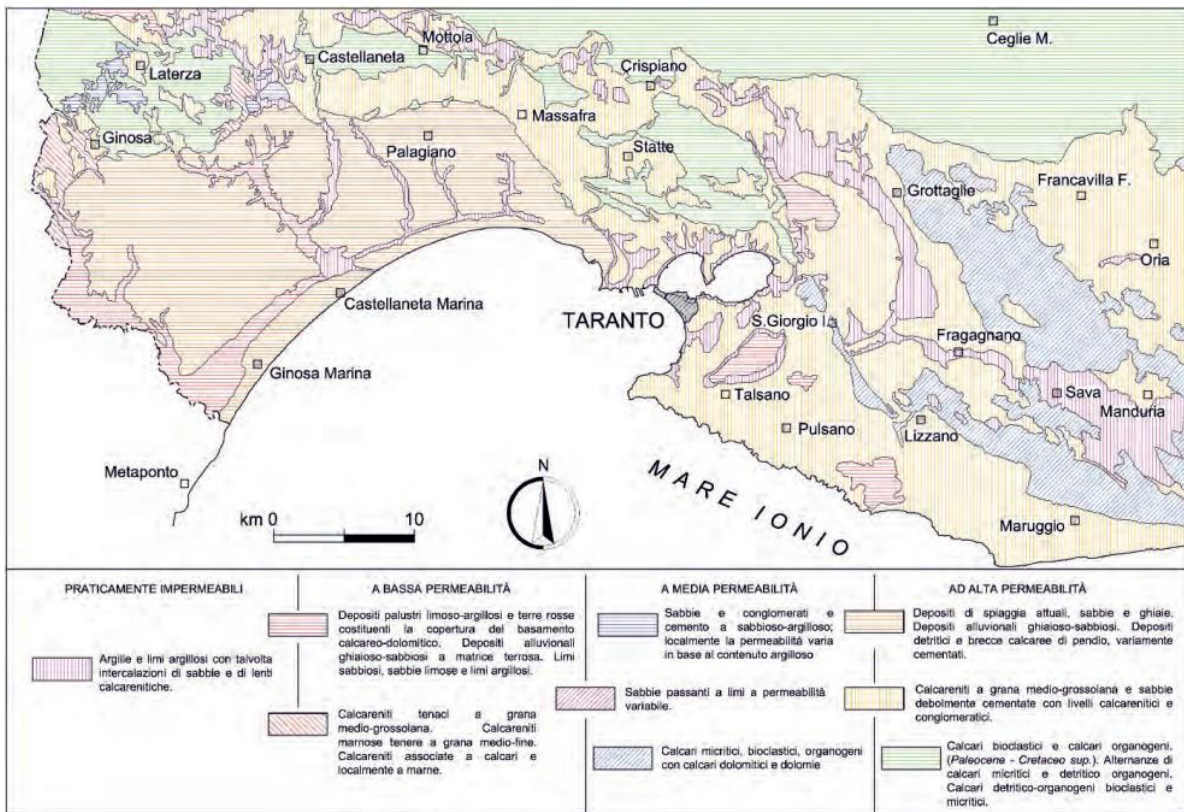 Mottola
Ceglie M.
Castellaneta
Laterza
Crispiano
Massafra
Ginosa
Palagiano
Statte
Grottaglie
Francavilla F.
Oria
Castellaneta Marina
TARANTO
S.Giorgio I.
Fragagnano
Ginosa Marina
Talsano
Sava
Manduria
Pulsano
Lizzano
Metaponto
N
MARE IONIO
km 0 10
Maruggio
PRATICAMENTE IMPERMEABILI
Argille e limi argillosi con talvolta
intercalazioni di sabbie e di lenti
calcarenitiche.
A BASSA PERMEABILITÀ
Depositi palustri limoso-argillosi e terre rosse
costituenti la copertura del basamento
calcareo-dolomitico. Depositi alluvionali
ghiaioso-sabbiosi a matrice terrosa. Limi
sabbiosi, sabbie limose e limi argillosi.
Calcareniti tenaci a grana
medio-grossolana. Calcareniti
marnose tenere a grana medio-fine.
Calcareniti associate a calcari e
localmente a marne.
A MEDIA PERMEABILITÀ
Sabbie e conglomerati e
cemento a sabbioso-argilloso;
localmente la permeabilità varia
in base al contenuto argilloso
Sabbie passanti a limi a permeabilità
variabile.
Calcari micritici, bioclastici, organogeni
con calcari dolomitici e dolomie
AD ALTA PERMEABILITÀ
Depositi di spiaggia attuali, sabbie e ghiaie.
Depositi alluvionali ghiaioso-sabbiosi. Depositi
detritici e brecce calcaree di pendio, variamente
cementati.
Calcareniti a grana medio-grossolana e sabbie
debolmente cementate con livelli calcarenitici e
conglomeratici.
Calcari bioclastici e calcari organogeni.
(Paleocene - Cretaceo sup.). Alternanze di
calcari micritici e detritico organogeni.
Calcari detritico-organogeni bioclastici e
micritici.